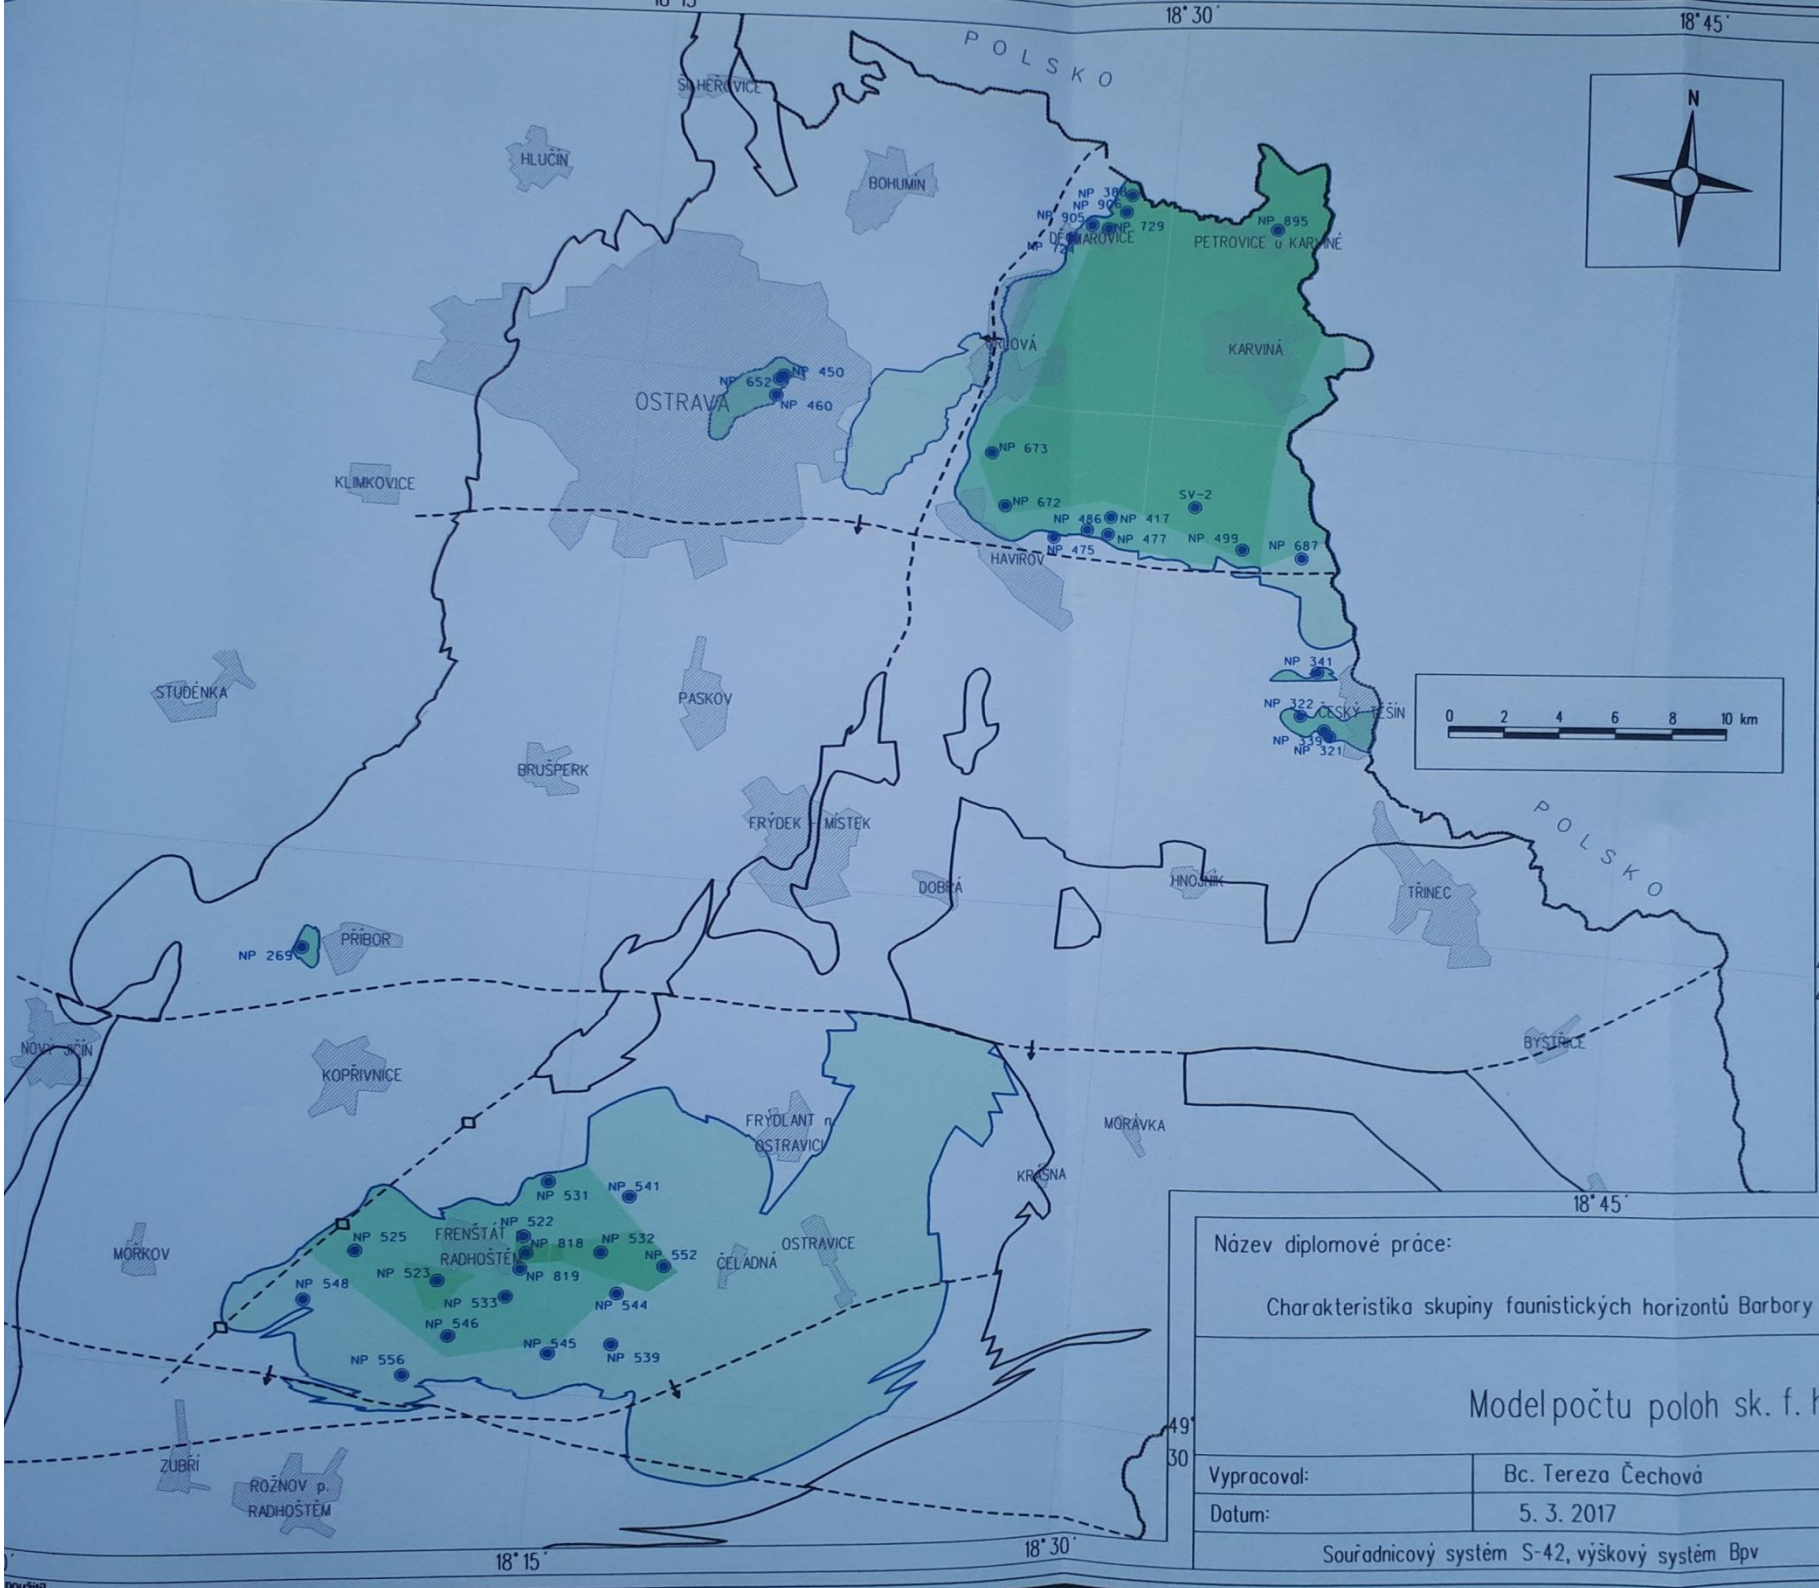 18°30'
18°45'
POLSKO
N
ŠILHEŘOVICE
HLUČÍN
BOHUMÍN
NP 388
NP 906
NP 905
NP 729
NP 724
NP 895
PETROVICE u KARVINÉ
KARVINÁ
NP 450
NP 652
NP 460
OSTRAVA
NP 673
KLIMKOVICE
SV-2
NP 672
NP 486
NP 417
NP 475
NP 477
NP 499
NP 687
HAVÍŘOV
NP 341
STUDÉNKA
PASKOV
NP 322
ČESKÝ TĚŠÍN
NP 339
NP 321
0 2 4 6 8 10 km
BRUŠPERK
POLSKO
FRÝDEK - MÍSTEK
DOBRÁ
HNOJNÍK
TŘINEC
PŘÍBOR
NP 269
NOVÝ JIČÍN
KOPŘIVNICE
BYSTŘICE
FRÝDLANT n.
OSTRAVICÍ
MORÁVKA
KRÁSNA
NP 531
NP 541
18°45'
MOŘKOV
NP 525
FRENŠTÁT
RADHOŠTĚM
NP 522
NP 818
NP 532
NP 552
ČELADNÁ
OSTRAVICE
NP 523
NP 819
NP 548
NP 533
NP 544
NP 546
NP 545
NP 539
NP 556
Název diplomové práce:
Charakteristika skupiny faunistických horizontů Barbory
Model počtu poloh sk. f.
49°
30
ZUBŘÍ
ROŽNOV p.
RADHOŠTĚM
Vypracoval:
Bc. Tereza Čechová
Datum:
5. 3. 2017
Souřadnicový systém S-42, výškový systém Bpv
18°15'
18°30'